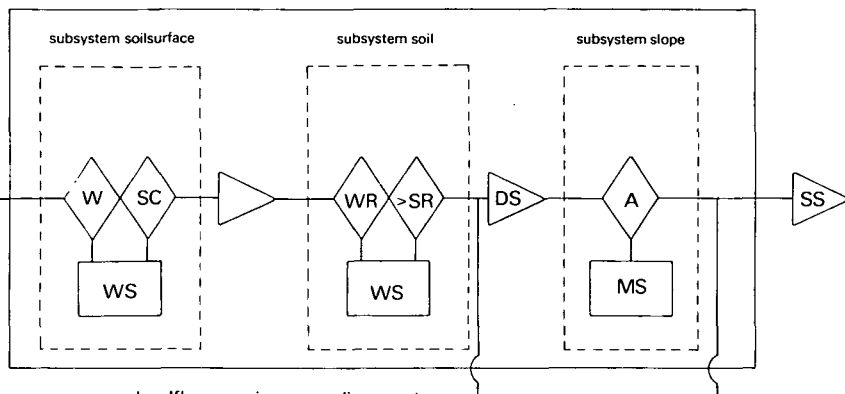 subsystem soilsurface
subsystem soil
subsystem slope
W
SC
WR
>SR
DS
A
SS
WS
WS
MS